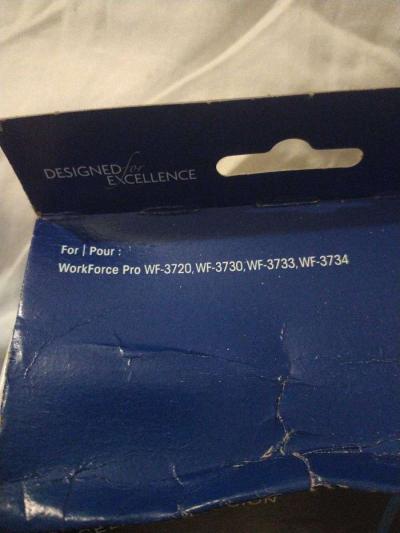 DESIGNED for
EXCELLENCE
For | Pour :
WorkForce Pro WF-3720, WF-3730, WF-3733, WF-3734